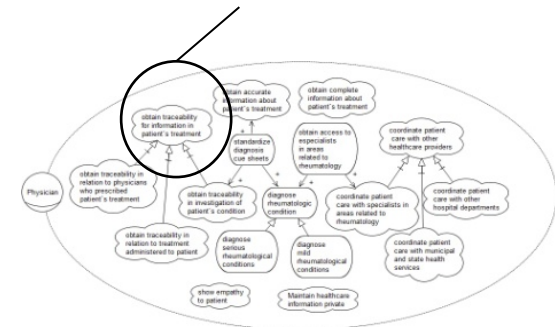 obtain accurate
information about
patient´s treatment
obtain complete
information about
patient´s treatment
obtain traceability
for information in
patient´s treatment
standardize
diagnosis
cue sheets
obtain access to
especialists
in areas
related to
rheumatology
coordinate patient
care with other
healthcare providers
Physician
obtain traceability in
relation to physicians
who prescribed
patient´s treatment
obtain traceability
in investigation of
patient´s condition
diagnose
rheumatologic
condition
coordinate patient
care with specialists in
areas related to
rheumatology
coordinate patient
care with other
hospital departments
obtain traceability in
relation to treatment
administered to patient
diagnose
serious
rheumatological
conditions
diagnose
mild
rheumatological
conditions
coordinate patient
care with municipal
and state health
services
show empathy
to patient
Maintain healthcare
information private